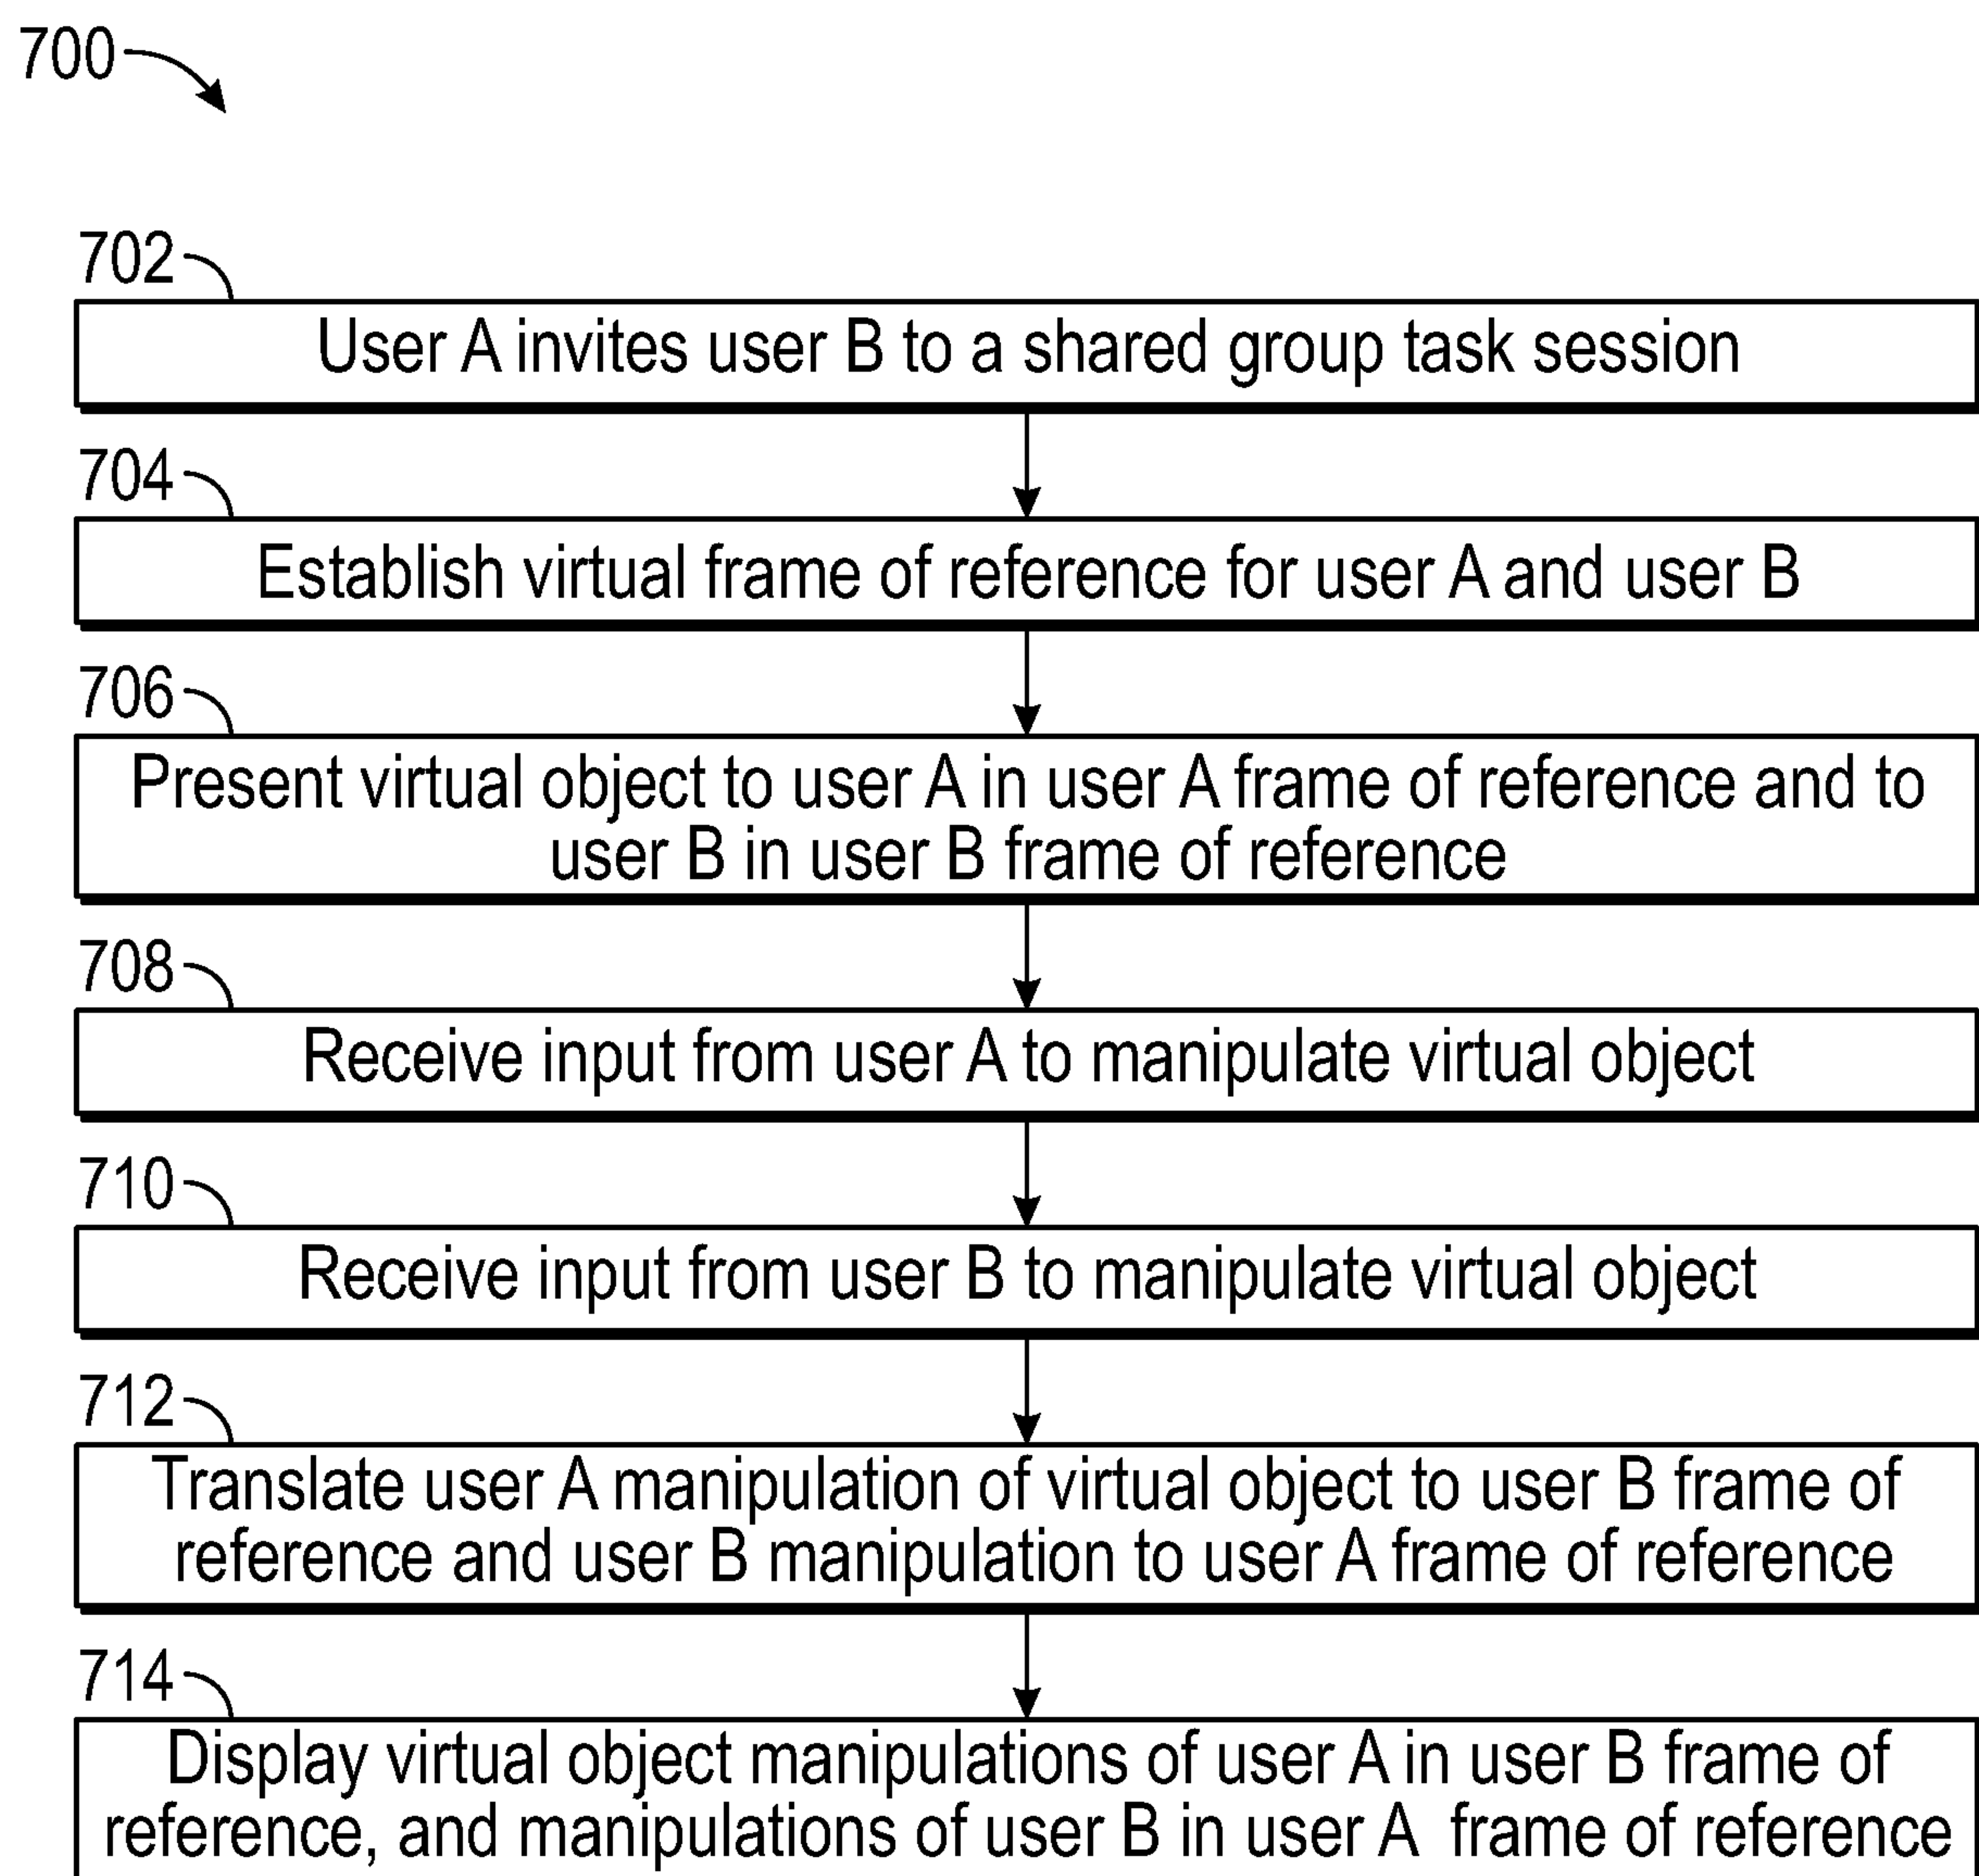 700
702
User A invites user B to a shared group task session
704
Establish virtual frame of reference for user A and user B
706
Present virtual object to user A in user A frame of reference and to
user B in user B frame of reference
708
Receive input from user A to manipulate virtual object
710
Receive input from user B to manipulate virtual object
712
Translate user A manipulation of virtual object to user B frame of
reference and user B manipulation to user A frame of reference
714
Display virtual object manipulations of user A in user B frame of
reference, and manipulations of user B in user A frame of reference